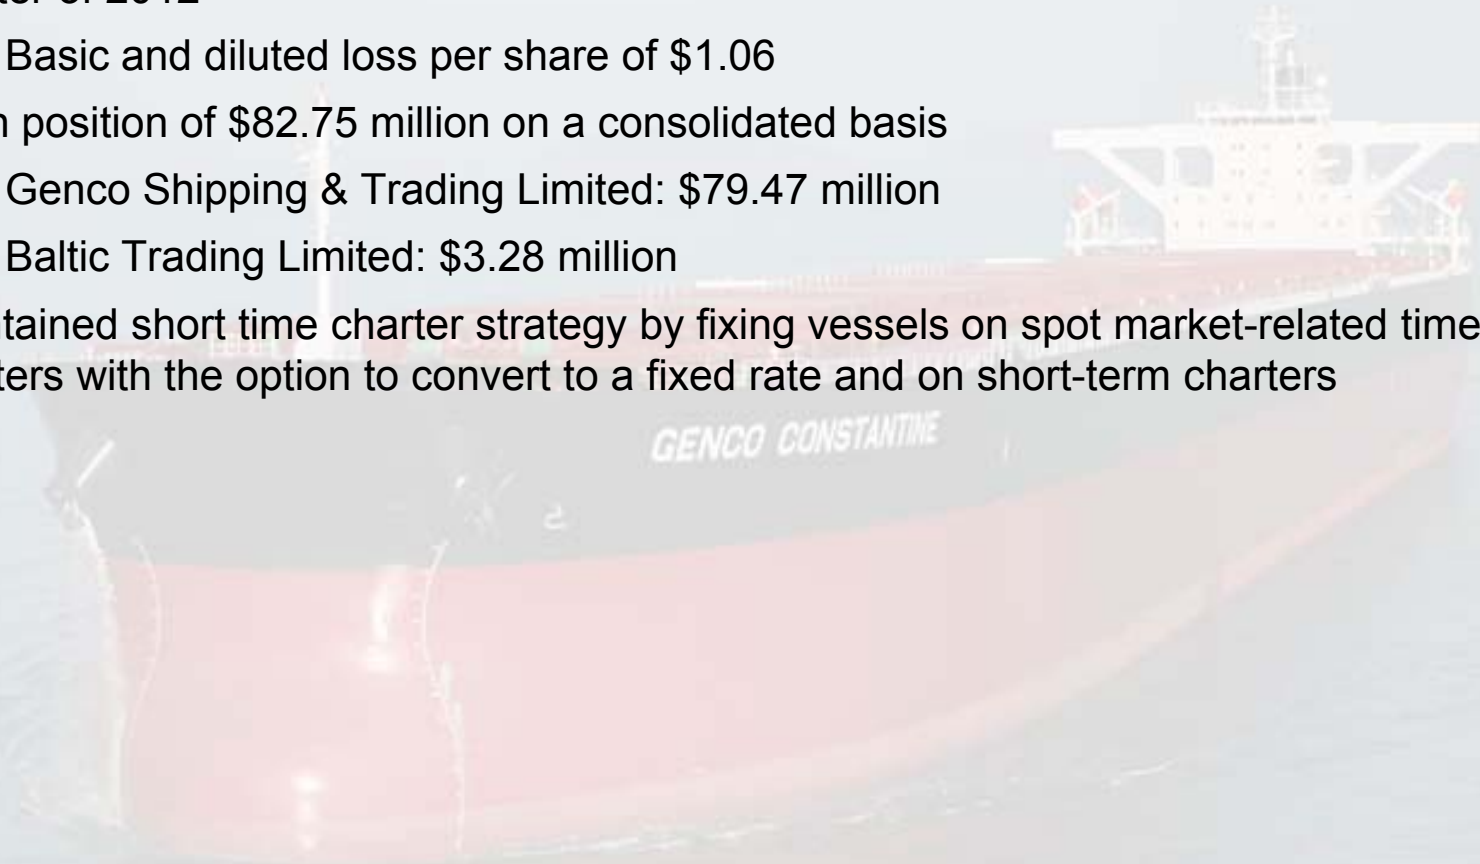 of 2012
Basic and diluted loss per share of $1.06
position of $82.75 million on a consolidated basis
Genco Shipping & Trading Limited: $79.47 million
Baltic Trading Limited: $3.28 million
short time charter strategy by fixing vessels on spot market-related time
with the option to convert to a fixed rate and on short-term charters
GENCO CONSTANTINE